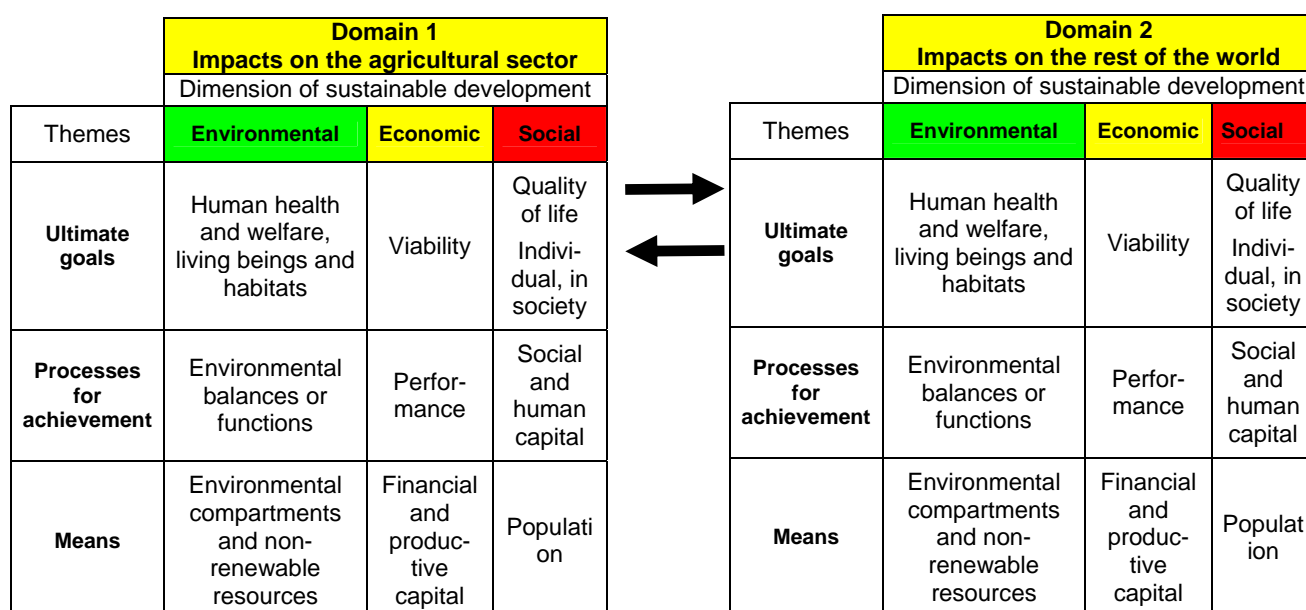 Domain 1
Impacts on the agricultural sector
Dimension of sustainable development
Themes
Environmental
Economic
Social
Ultimate
goals
Human health
and welfare,
living beings and
habitats
Viability
Quality
of life
Indivi-
dual, in
society
Processes
for
achievement
Environmental
balances or
functions
Perfor-
mance
Social
and
human
capital
Means
Environmental
compartments
and non-
renewable
resources
Financial
and
produc-
tive
capital
Populati
on
Domain 2
Impacts on the rest of the world
Dimension of sustainable development
Themes
Environmental
Economic
Social
Ultimate
goals
Human health
and welfare,
living beings and
habitats
Viability
Quality
of life
Indivi-
dual, in
society
Processes
for
achievement
Environmental
balances or
functions
Perfor-
mance
Social
and
human
capital
Means
Environmental
compartments
and non-
renewable
resources
Financial
and
produc-
tive
capital
Populat
ion